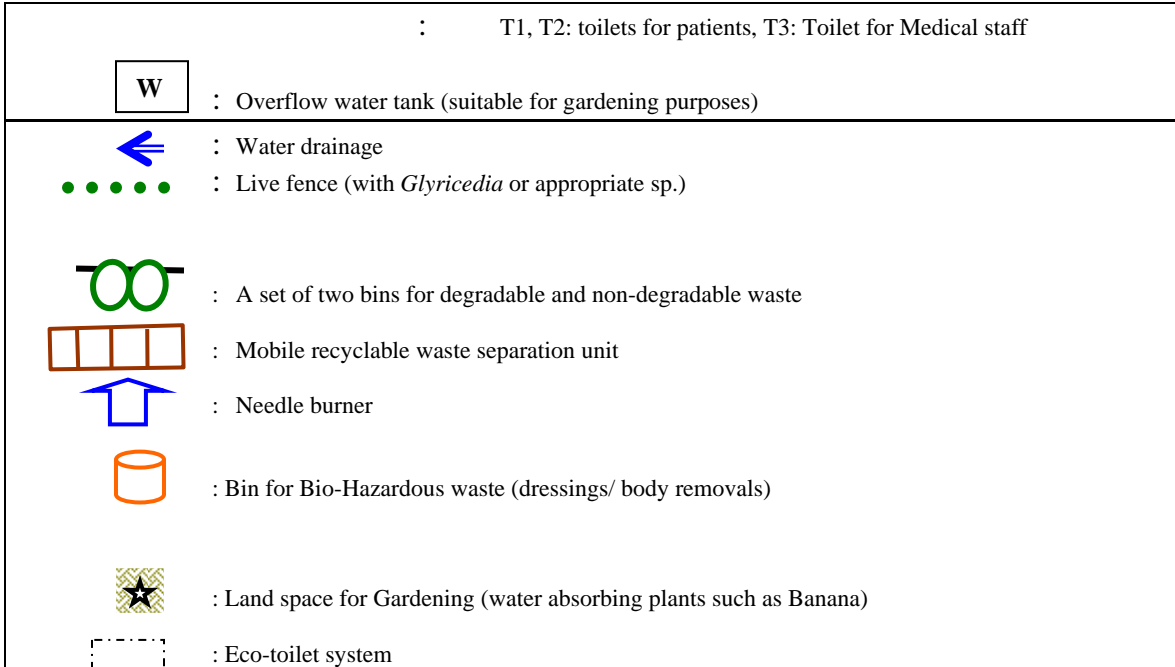 : T1, T2: toilets for patients, T3: Toilet for Medical staff
W : Overflow water tank (suitable for gardening purposes)
: Water drainage
: Live fence (with Glyricedia or appropriate sp.)
: A set of two bins for degradable and non-degradable waste
: Mobile recyclable waste separation unit
: Needle burner
: Bin for Bio-Hazardous waste (dressings/ body removals)
: Land space for Gardening (water absorbing plants such as Banana)
: Eco-toilet system